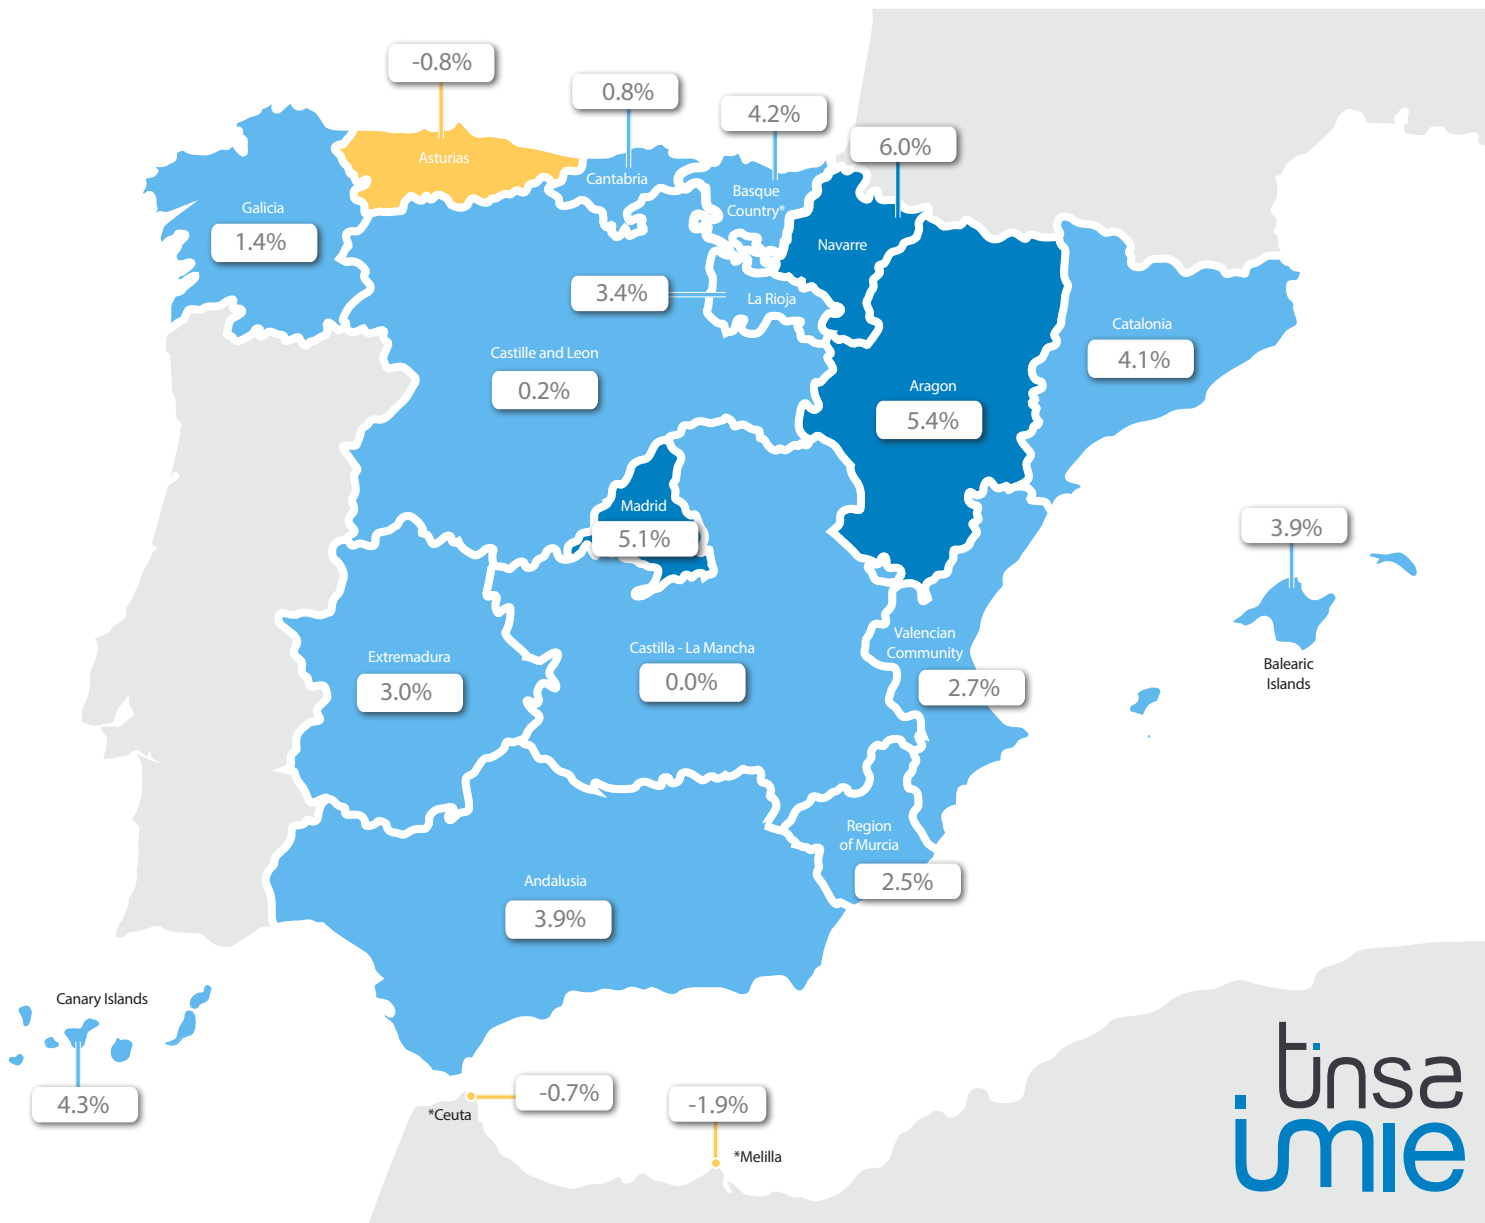 -0.8%
0.8%
4.2%
6.0%
Asturias
Cantabria
Basque
Country*
Galicia
1.4%
Navarre
3.4%
La Rioja
Catalonia
4.1%
Castille and Leon
0.2%
Aragon
5.4%
Madrid
5.1%
3.9%
Balearic
Islands
Valencian
Community
2.7%
Extremadura
3.0%
Castilla - La Mancha
0.0%
Region
of Murcia
2.5%
Andalusia
3.9%
Canary Islands
4.3%
-0.7%
*Ceuta
-1.9%
*Melilla
tinsa
imie